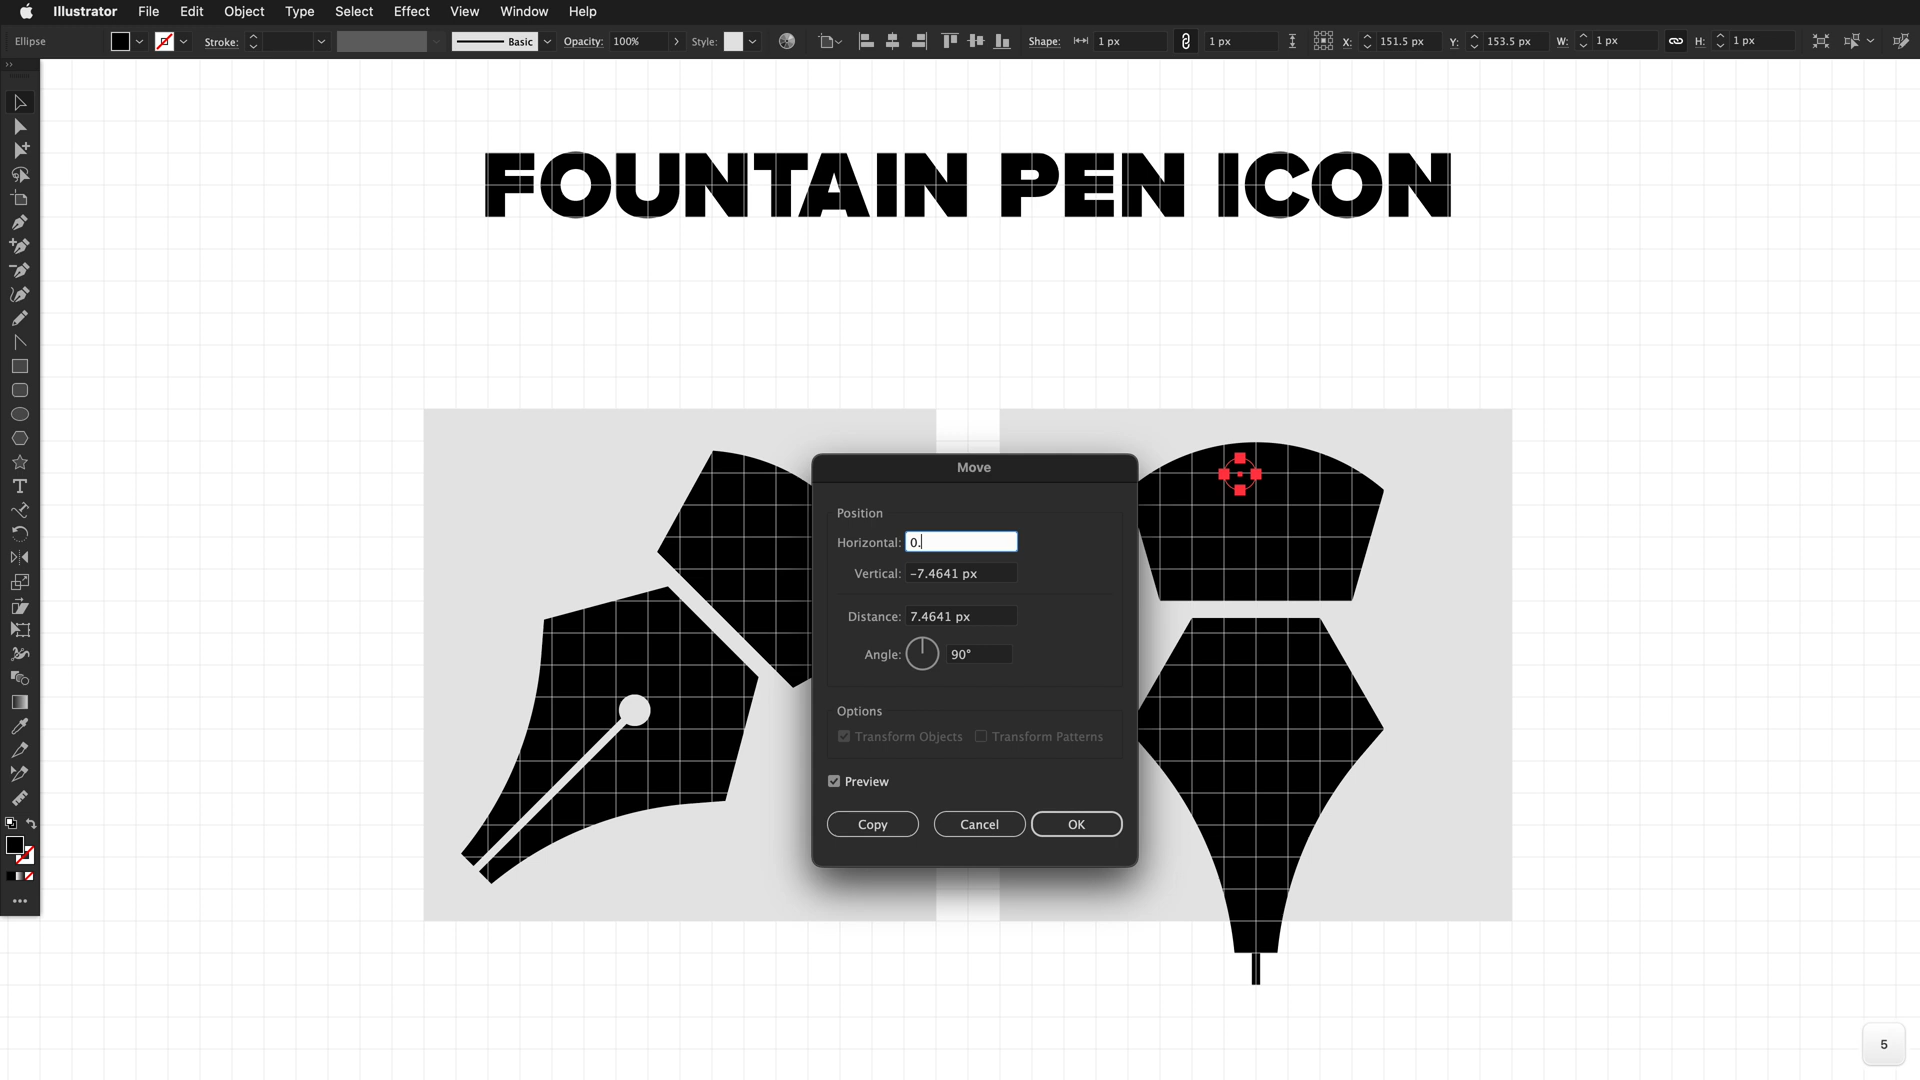 Illustrator File Edit Object Type Select Effect View Window Help
Ellipse Stroke: Basic Opacity: 100% Style: Shape: 1 px 1 px X: 151.5 px Y: 153.5 px W: 1 px H: 1 px
FOUNTAIN PEN ICON
Move
Position
Horizontal: 0.
Vertical: -7.4641 px
Distance: 7.4641 px
Angle: 90°
Options
Transform Objects Transform Patterns
Preview
Copy Cancel OK
5